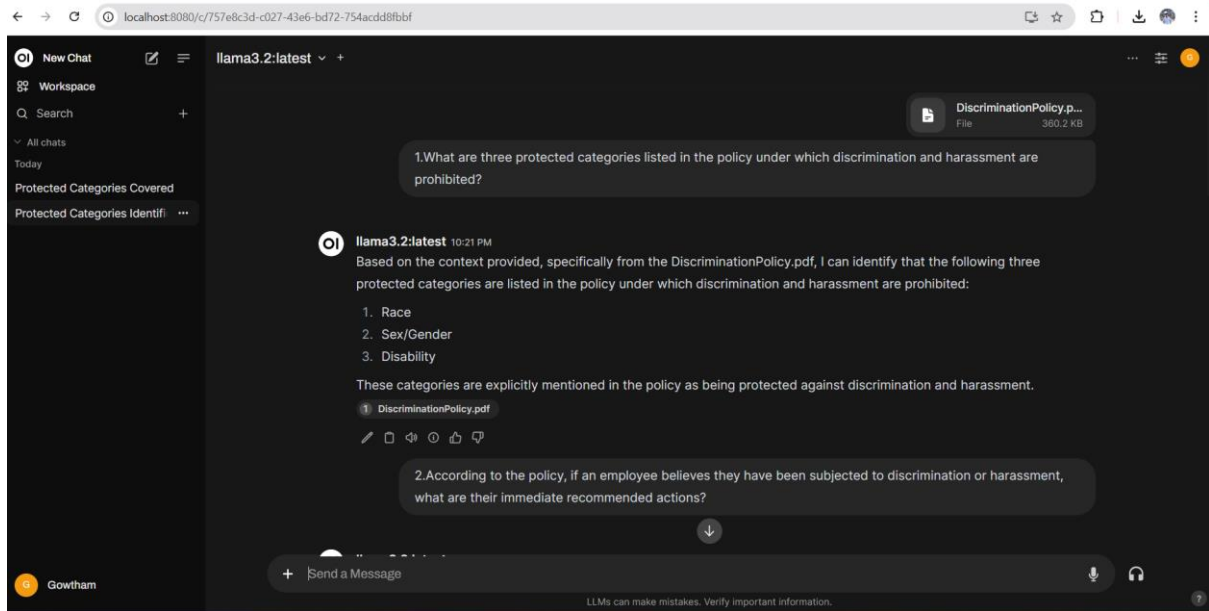 localhost:8080/c/757e8c3d-c027-43e6-bd72-754acdd8fbbf
OI New Chat
Workspace
Search
All chats
Today
Protected Categories Covered
Protected Categories Identifi
G Gowtham
llama3.2:latest
G
DiscriminationPolicy.p...
File 360.2 KB
1.What are three protected categories listed in the policy under which discrimination and harassment are
prohibited?
OI llama3.2:latest 10:21 PM
Based on the context provided, specifically from the DiscriminationPolicy.pdf, I can identify that the following three
protected categories are listed in the policy under which discrimination and harassment are prohibited:
1. Race
2. Sex/Gender
3. Disability
These categories are explicitly mentioned in the policy as being protected against discrimination and harassment.
1 DiscriminationPolicy.pdf
2.According to the policy, if an employee believes they have been subjected to discrimination or harassment,
what are their immediate recommended actions?
Send a Message
LLMs can make mistakes. Verify important information.
?